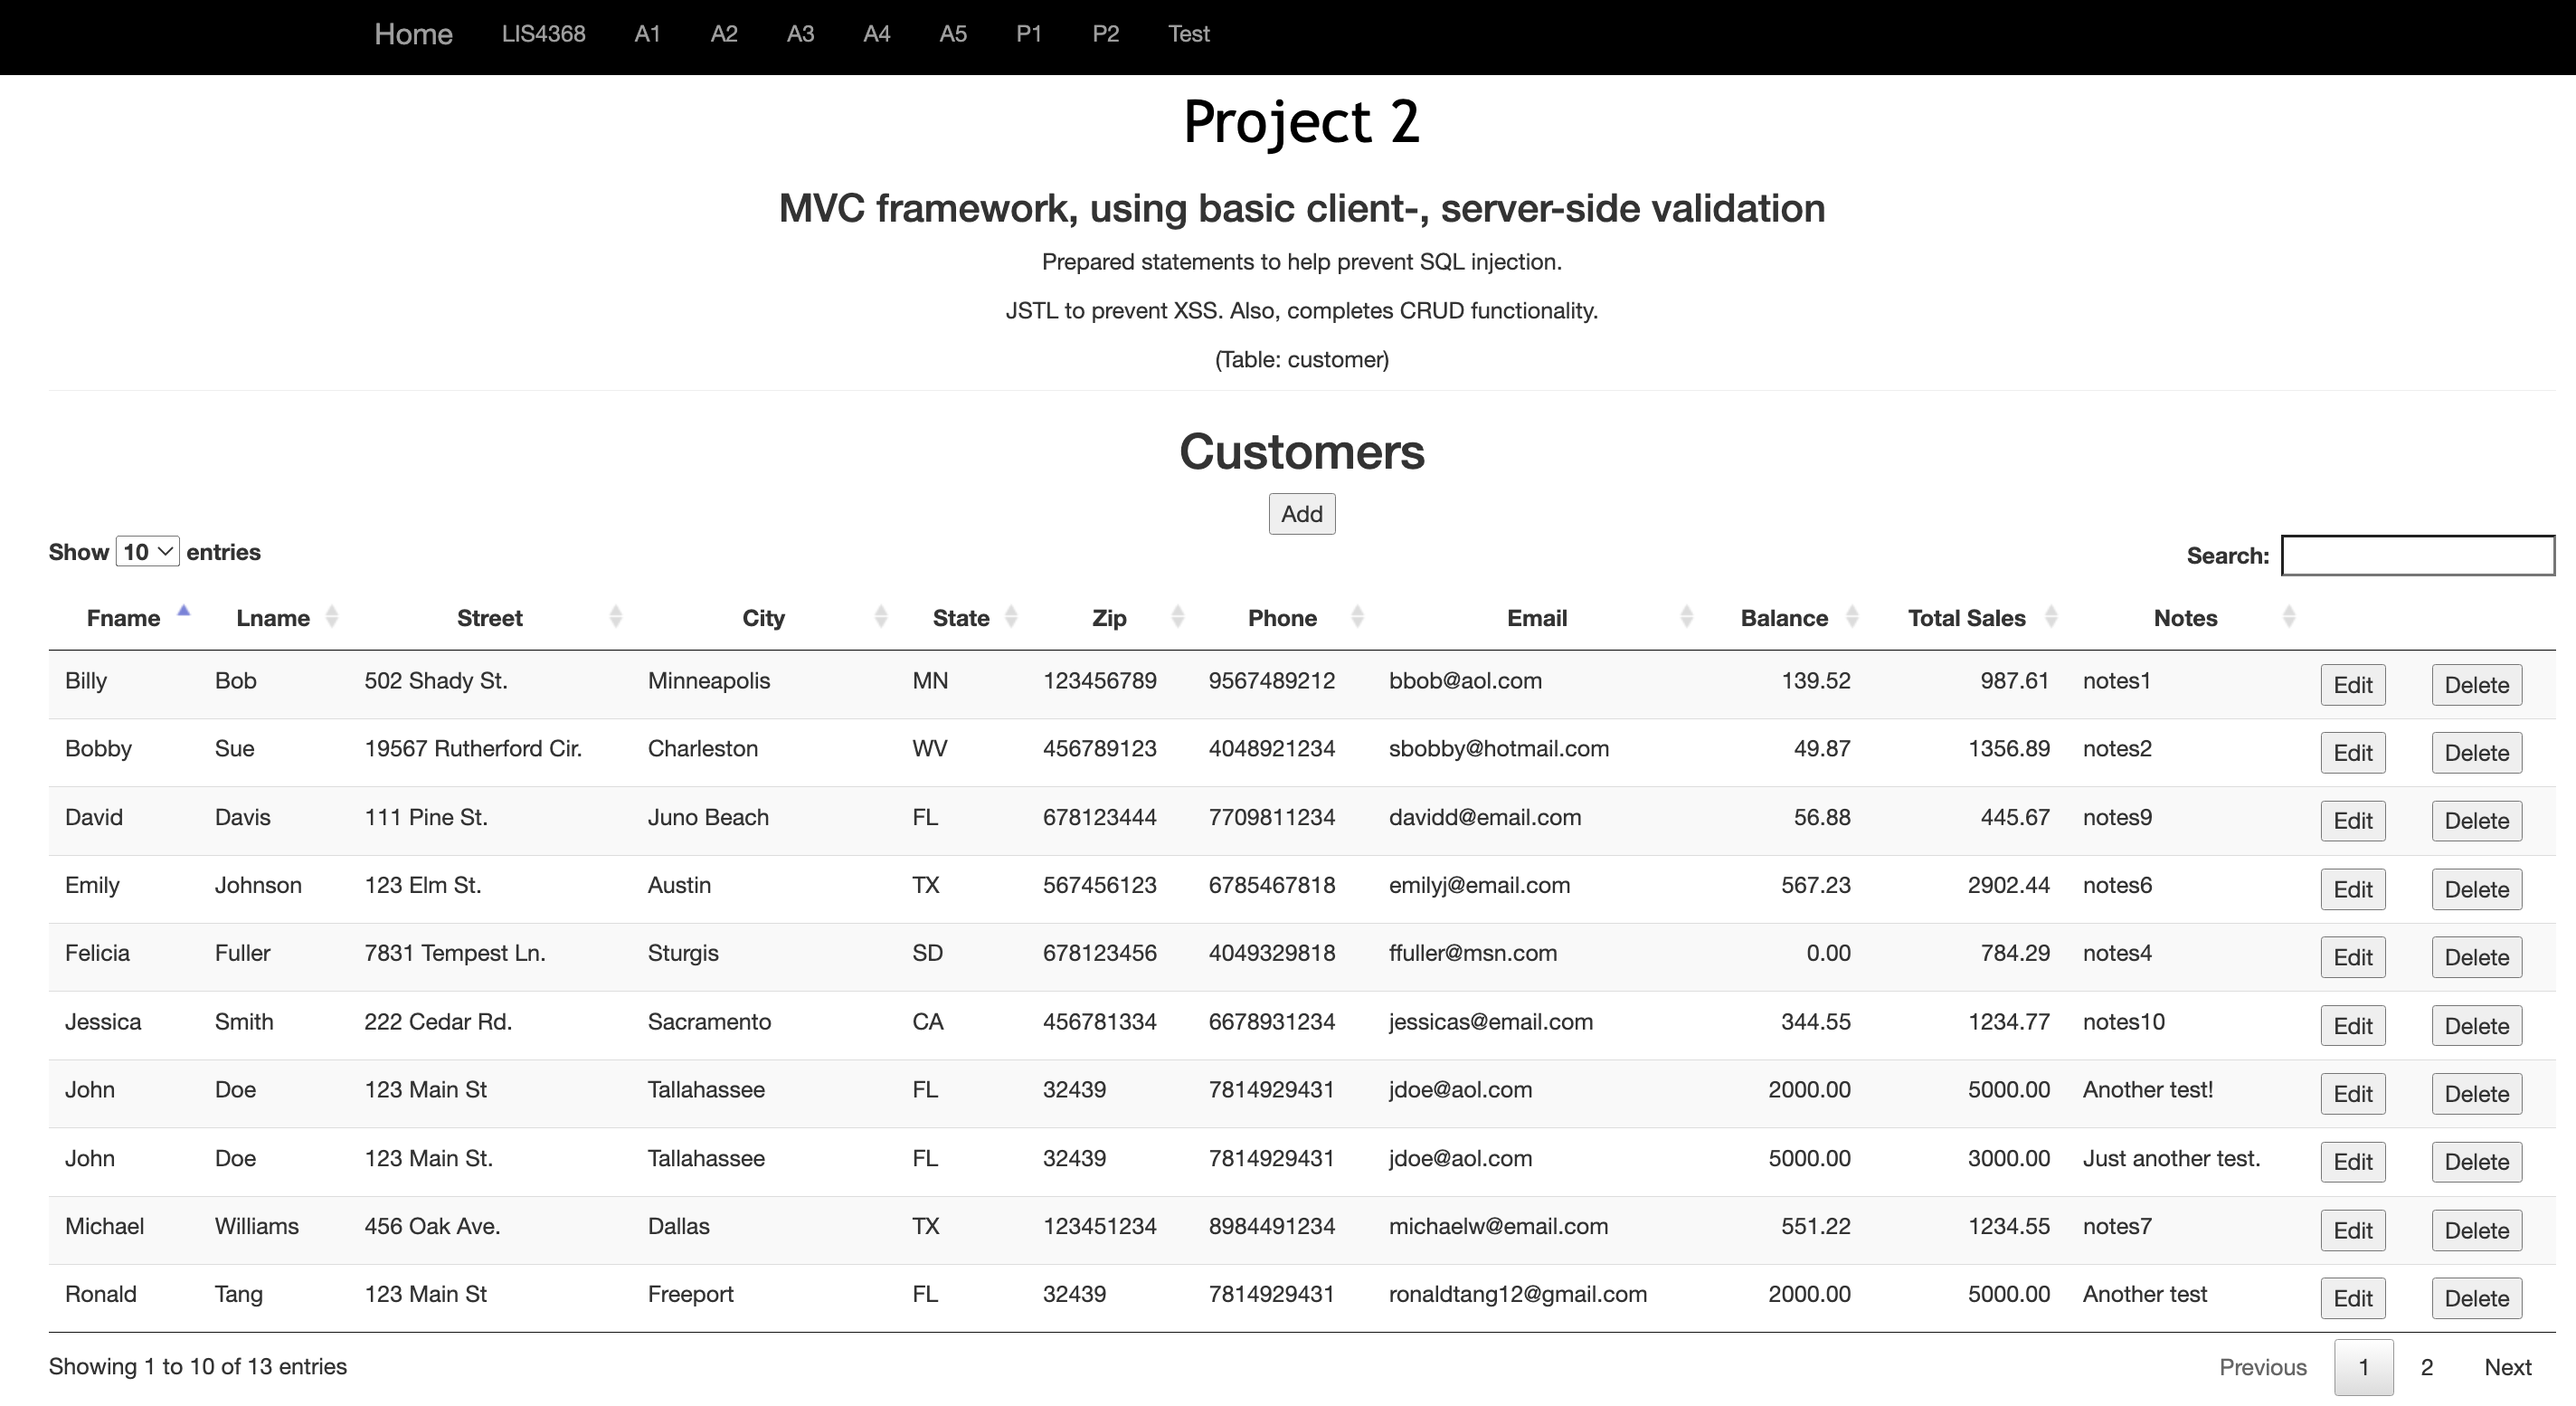 Home LIS4368 A1 A2 A3 A4 A5 P1 P2 Test
Project 2
MVC framework, using basic client-, server-side validation
Prepared statements to help prevent SQL injection.
JSTL to prevent XSS. Also, completes CRUD functionality.
(Table: customer)
Customers
Add
Show 10 entries Search:
Fname Lname Street City State Zip Phone Email Balance Total Sales Notes
Billy Bob 502 Shady St. Minneapolis MN 123456789 9567489212 bbob@aol.com 139.52 987.61 notes1 Edit Delete
Bobby Sue 19567 Rutherford Cir. Charleston WV 456789123 4048921234 sbobby@hotmail.com 49.87 1356.89 notes2 Edit Delete
David Davis 111 Pine St. Juno Beach FL 678123444 7709811234 davidd@email.com 56.88 445.67 notes9 Edit Delete
Emily Johnson 123 Elm St. Austin TX 567456123 6785467818 emilyj@email.com 567.23 2902.44 notes6 Edit Delete
Felicia Fuller 7831 Tempest Ln. Sturgis SD 678123456 4049329818 ffuller@msn.com 0.00 784.29 notes4 Edit Delete
Jessica Smith 222 Cedar Rd. Sacramento CA 456781334 6678931234 jessicas@email.com 344.55 1234.77 notes10 Edit Delete
John Doe 123 Main St Tallahassee FL 32439 7814929431 jdoe@aol.com 2000.00 5000.00 Another test! Edit Delete
John Doe 123 Main St. Tallahassee FL 32439 7814929431 jdoe@aol.com 5000.00 3000.00 Just another test. Edit Delete
Michael Williams 456 Oak Ave. Dallas TX 123451234 8984491234 michaelw@email.com 551.22 1234.55 notes7 Edit Delete
Ronald Tang 123 Main St Freeport FL 32439 7814929431 ronaldtang12@gmail.com 2000.00 5000.00 Another test Edit Delete
Showing 1 to 10 of 13 entries Previous 1 2 Next